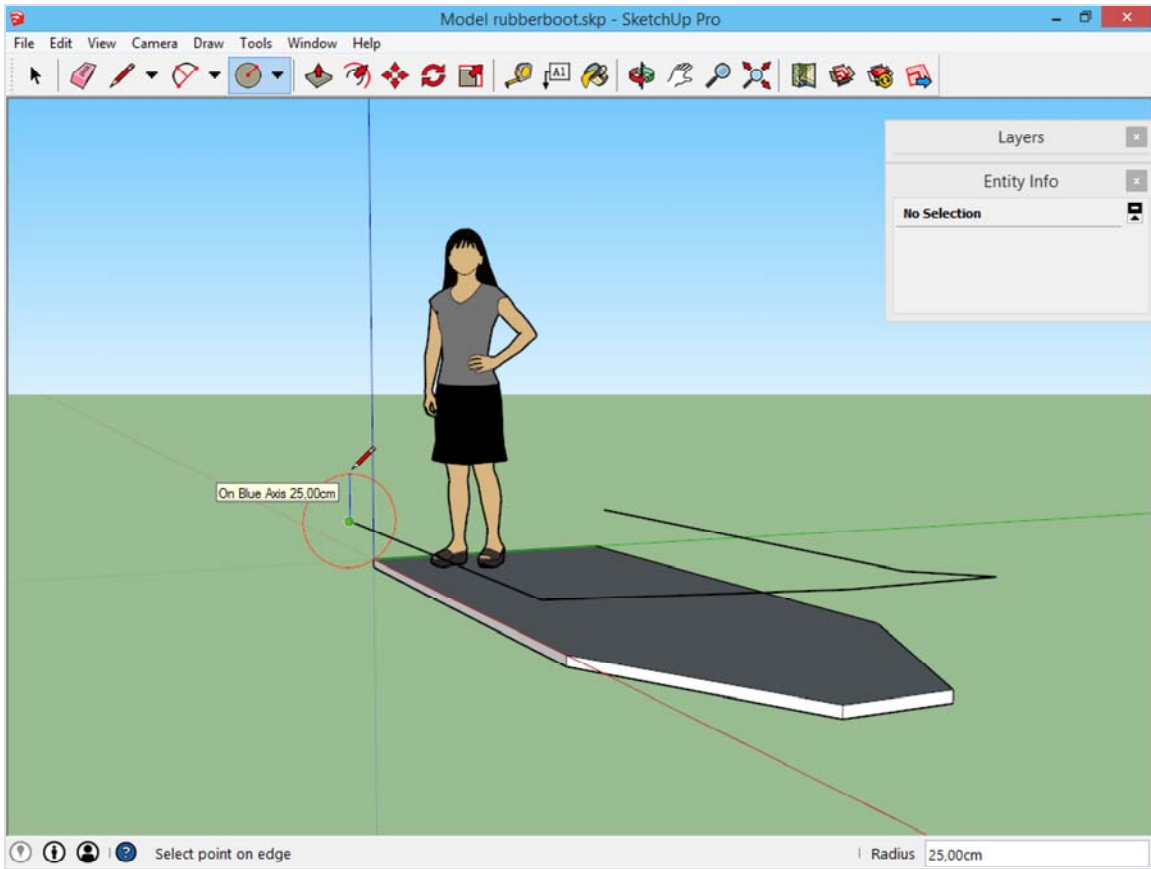 Model rubberboot.skp - SketchUp Pro
File Edit View Camera Draw Tools Window Help
A1
Layers
Entity Info
No Selection
On Blue Axis 25,00cm
Select point on edge
Radius 25,00cm